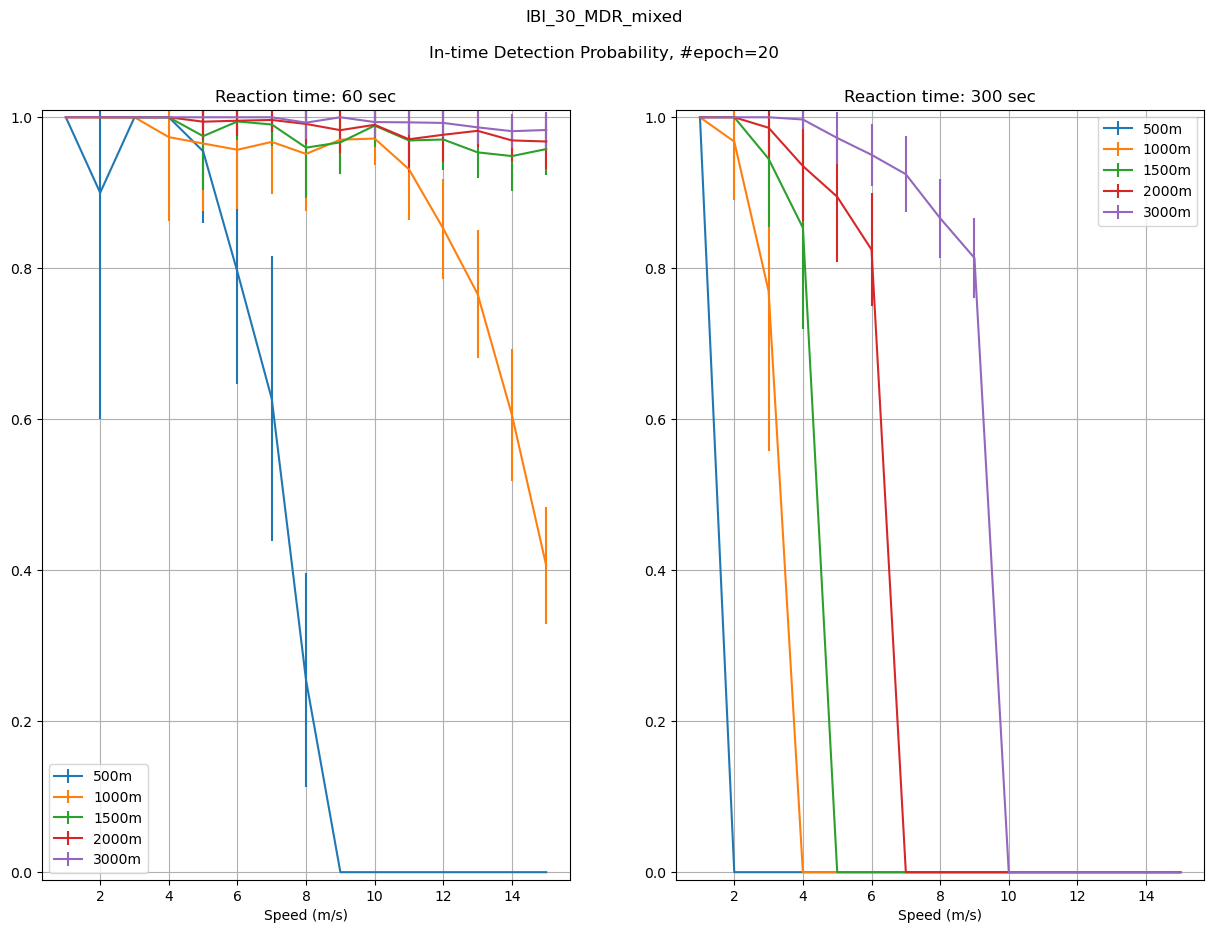 IBI_30_MDR_mixed
In-time Detection Probability, #epoch=20
Reaction time: 60 sec
1.0
0.8
0.6
0.4
0.2
0.0
500m
1000m
1500m
2000m
3000m
2 4 6 8 10 12 14
Speed (m/s)
Reaction time: 300 sec
1.0
0.8
0.6
0.4
0.2
0.0
500m
1000m
1500m
2000m
3000m
2 4 6 8 10 12 14
Speed (m/s)